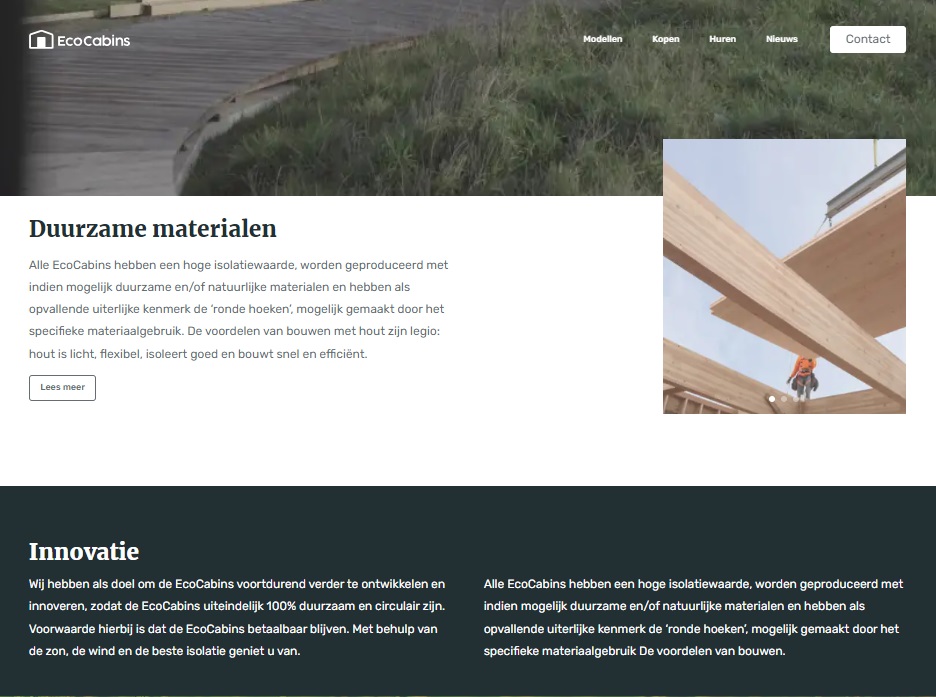 EcoCabins
Modellen
Kopen
Huren
Nieuws
Contact
Duurzame materialen
Alle EcoCabins hebben een hoge isolatiewaarde, worden geproduceerd met
indien mogelijk duurzame en/of natuurlijke materialen en hebben als
opvallende uiterlijke kenmerk de ‘ronde hoeken’, mogelijk gemaakt door het
specifieke materiaalgebruik. De voordelen van bouwen met hout zijn legio:
hout is licht, flexibel, isoleert goed en bouwt snel en efficiënt.
Lees meer
Innovatie
Wij hebben als doel om de EcoCabins voortdurend verder te ontwikkelen en
innoveren, zodat de EcoCabins uiteindelijk 100% duurzaam en circulair zijn.
Voorwaarde hierbij is dat de EcoCabins betaalbaar blijven. Met behulp van
de zon, de wind en de beste isolatie geniet u van.
Alle EcoCabins hebben een hoge isolatiewaarde, worden geproduceerd met
indien mogelijk duurzame en/of natuurlijke materialen en hebben als
opvallende uiterlijke kenmerk de ‘ronde hoeken’, mogelijk gemaakt door het
specifieke materiaalgebruik De voordelen van bouwen.